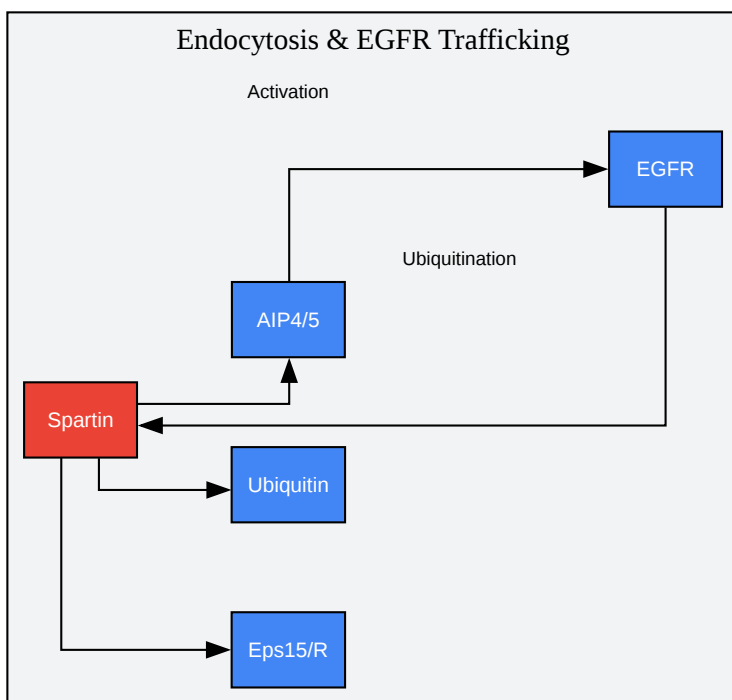 Endocytosis & EGFR Trafficking
Activation
EGFR
Ubiquitination
AIP4/5
Spartin
Ubiquitin
Eps15/R